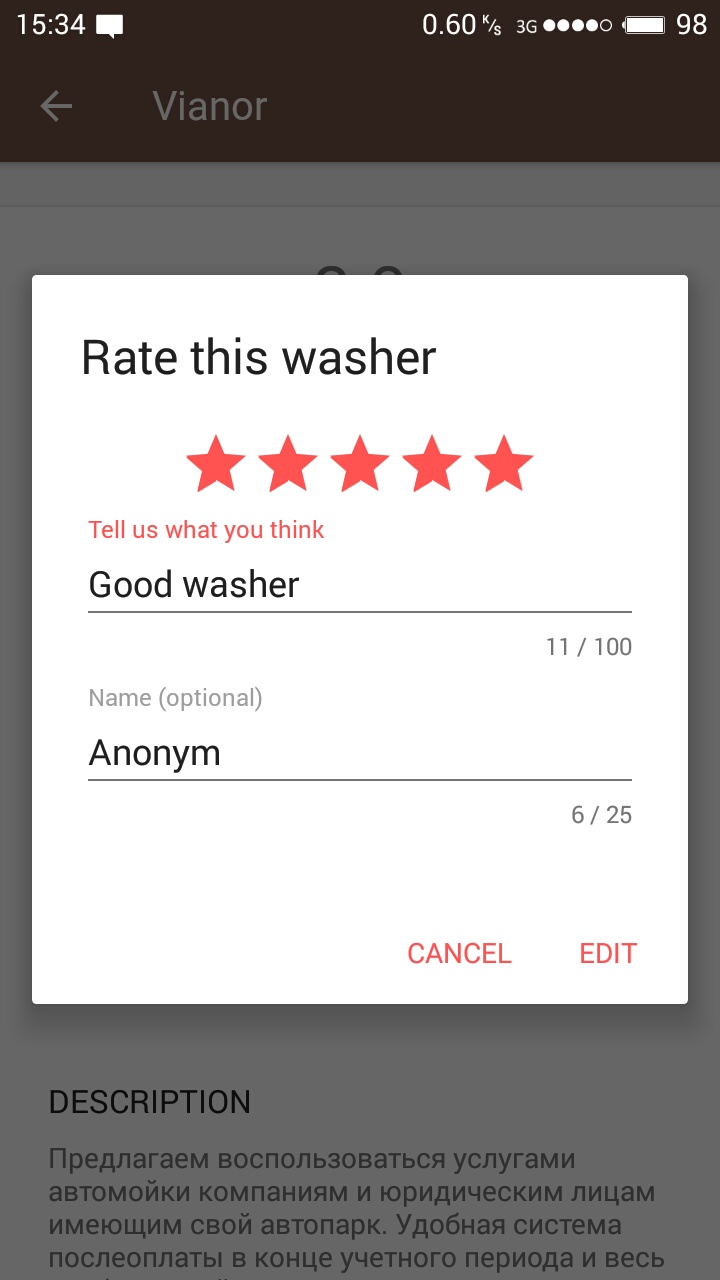 15:34 0.60 K/s 3G 98
Vianor
Rate this washer
Tell us what you think
Good washer
11 / 100
Name (optional)
Anonym
6 / 25
CANCEL EDIT
DESCRIPTION
Предлагаем воспользоваться услугами
автомойки компаниям и юридическим лицам
имеющим свой автопарк. Удобная система
послеоплаты в конце учетного периода и весь